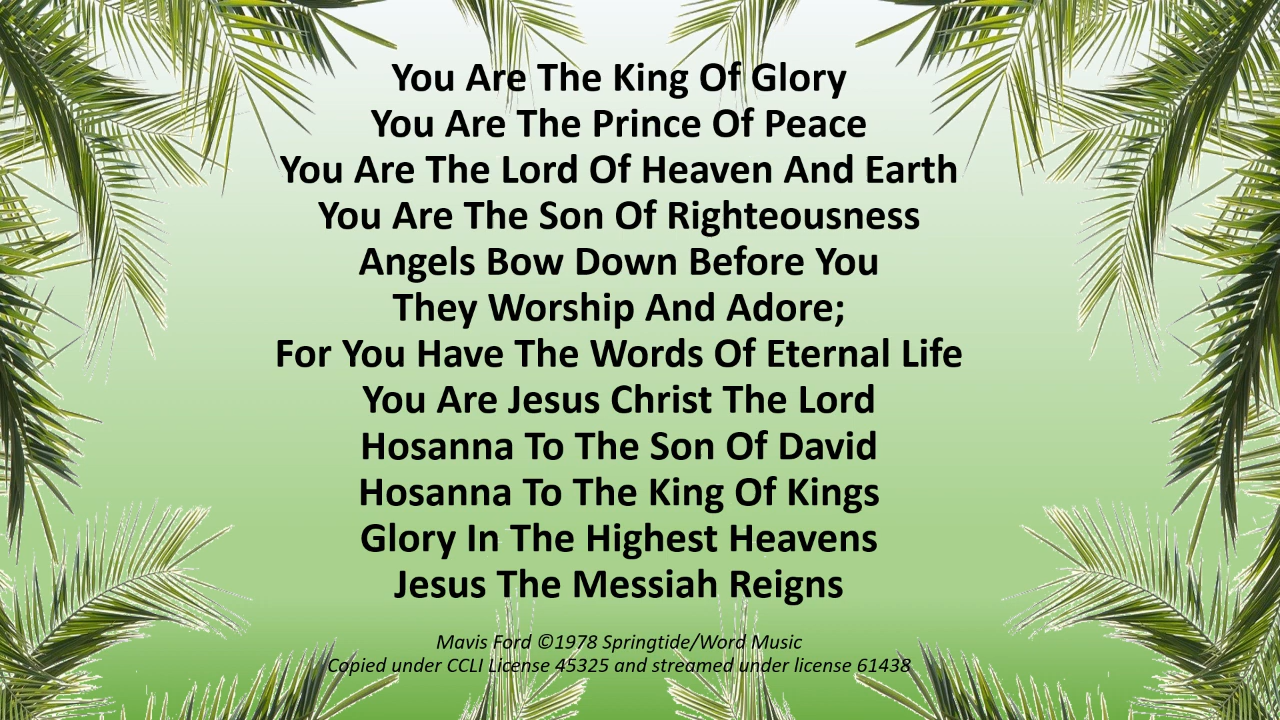 You Are The King Of Glory
You Are The Prince Of Peace
You Are The Lord Of Heaven And Earth
You Are The Son Of Righteousness
Angels Bow Down Before You
They Worship And Adore;
For You Have The Words Of Eternal Life
You Are Jesus Christ The Lord
Hosanna To The Son Of David
Hosanna To The King Of Kings
Glory In The Highest Heavens
Jesus The Messiah Reigns
Mavis Ford ©1978 Springtide/Word Music
Copied under CCLI License 45325 and streamed under license 61438